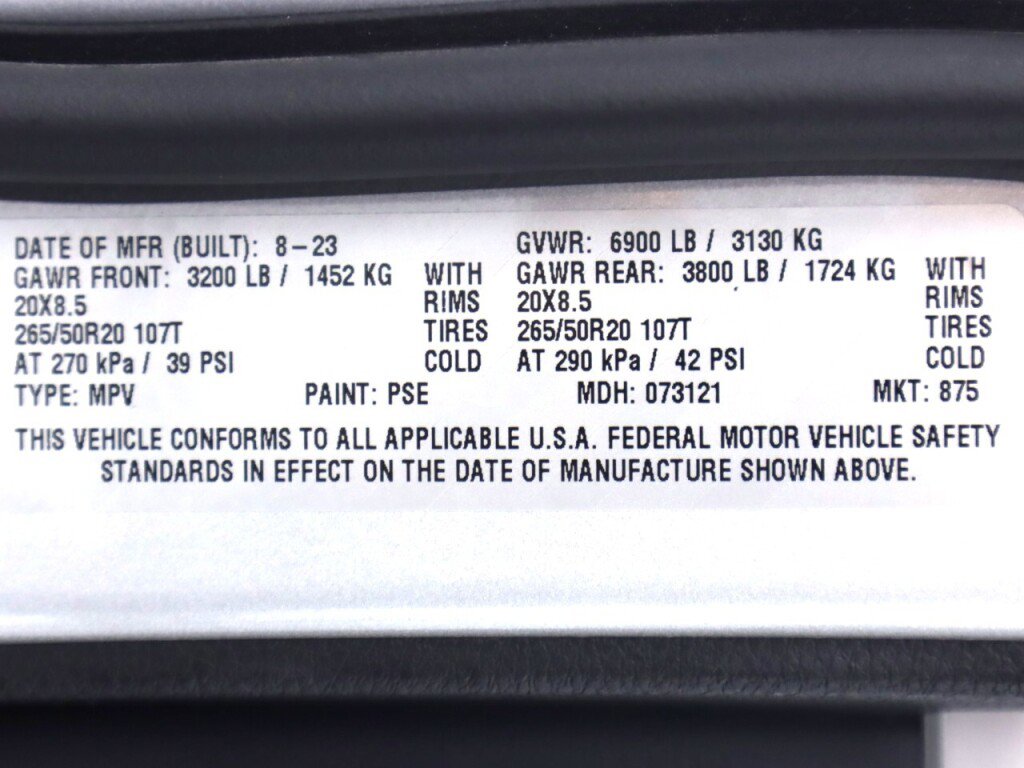 DATE OF MFR (BUILT): 8-23 GVWR: 6900 LB / 3130 KG
GAWR FRONT: 3200 LB / 1452 KG WITH GAWR REAR: 3800 LB / 1724 KG WITH
20X8.5 RIMS 20X8.5 RIMS
265/50R20 107T TIRES 265/50R20 107T TIRES
AT 270 kPa / 39 PSI COLD AT 290 kPa / 42 PSI COLD
TYPE: MPV PAINT: PSE MDH: 073121 MKT: 875
THIS VEHICLE CONFORMS TO ALL APPLICABLE U.S.A. FEDERAL MOTOR VEHICLE SAFETY
STANDARDS IN EFFECT ON THE DATE OF MANUFACTURE SHOWN ABOVE.